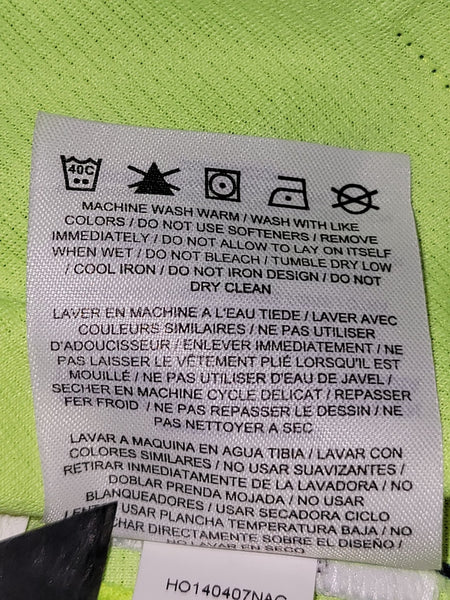 40C
MACHINE WASH WARM / WASH WITH LIKE
COLORS / DO NOT USE SOFTENERS / REMOVE
IMMEDIATELY / DO NOT ALLOW TO LAY ON ITSELF
WHEN WET / DO NOT BLEACH / TUMBLE DRY LOW
/ COOL IRON / DO NOT IRON DESIGN / DO NOT
DRY CLEAN
LAVER EN MACHINE A L'EAU TIEDE / LAVER AVEC
COULEURS SIMILAIRES / NE PAS UTILISER
D'ADOUCISSEUR / ENLEVER IMMEDIATEMENT / NE
PAS LAISSER LE VÊTEMENT PLIÉ LORSQU'IL EST
MOUILLÉ / NE PAS UTILISER D'EAU DE JAVEL /
SECHER EN MACHINE CYCLE DELICAT / REPASSER
FER FROID / NE PAS REPASSER LE DESSIN / NE
PAS NETTOYER A SEC
LAVAR A MAQUINA EN AGUA TIBIA / LAVAR CON
COLORES SIMILARES / NO USAR SUAVIZANTES /
RETIRAR INMEDIATAMENTE DE LA LAVADORA / NO
DOBLAR PRENDA MOJADA / NO USAR
BLANQUEADORES / USAR SECADORA CICLO
USAR PLANCHA TEMPERATURA BAJA / NO
CHAR DIRECTAMENTE SOBRE EL DISEÑO /
LAVAR EN SECO
HO140407NAO